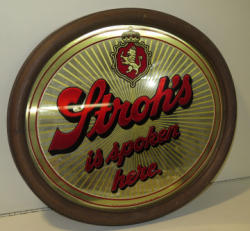 Stroh's
is spoken
here.